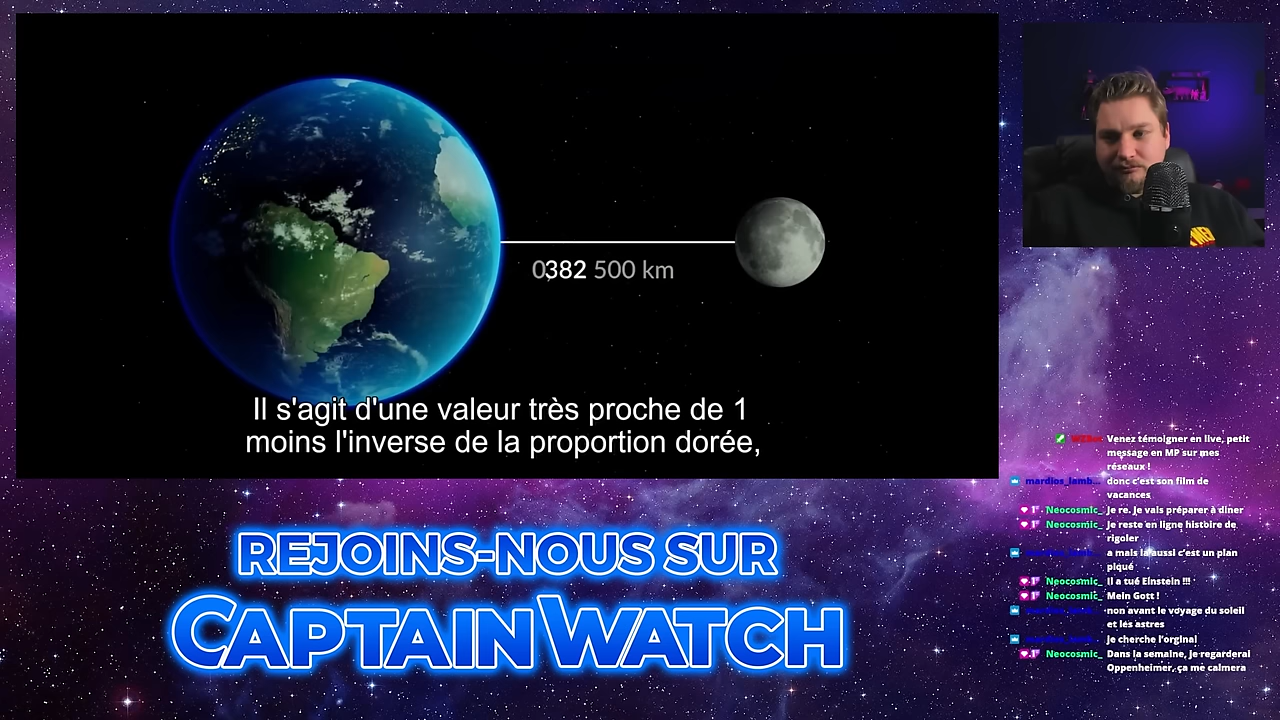 0,382 500 km
Il s'agit d'une valeur très proche de 1
moins l'inverse de la proportion dorée,
REJOINS-NOUS SUR
CAPTAINWATCH
Venez témoigner en live, petit
message en MP sur mes
réseaux !
mardios_lamb... donc c'est son film de
vacances
Neocosmic_ Je re. Je vais préparer à diner
Neocosmic_ Je reste en ligne histoire de
rigoler
a mais la aussi c'est un plan
piqué
Neocosmic_ Il a tué Einstein !!!
Neocosmic_ Mein Gott !
non avant le voyage du soleil
et les astres
Je cherche l'orginal
Neocosmic_ Dans la semaine, je regarderai
Oppenheimer, ça me calmera